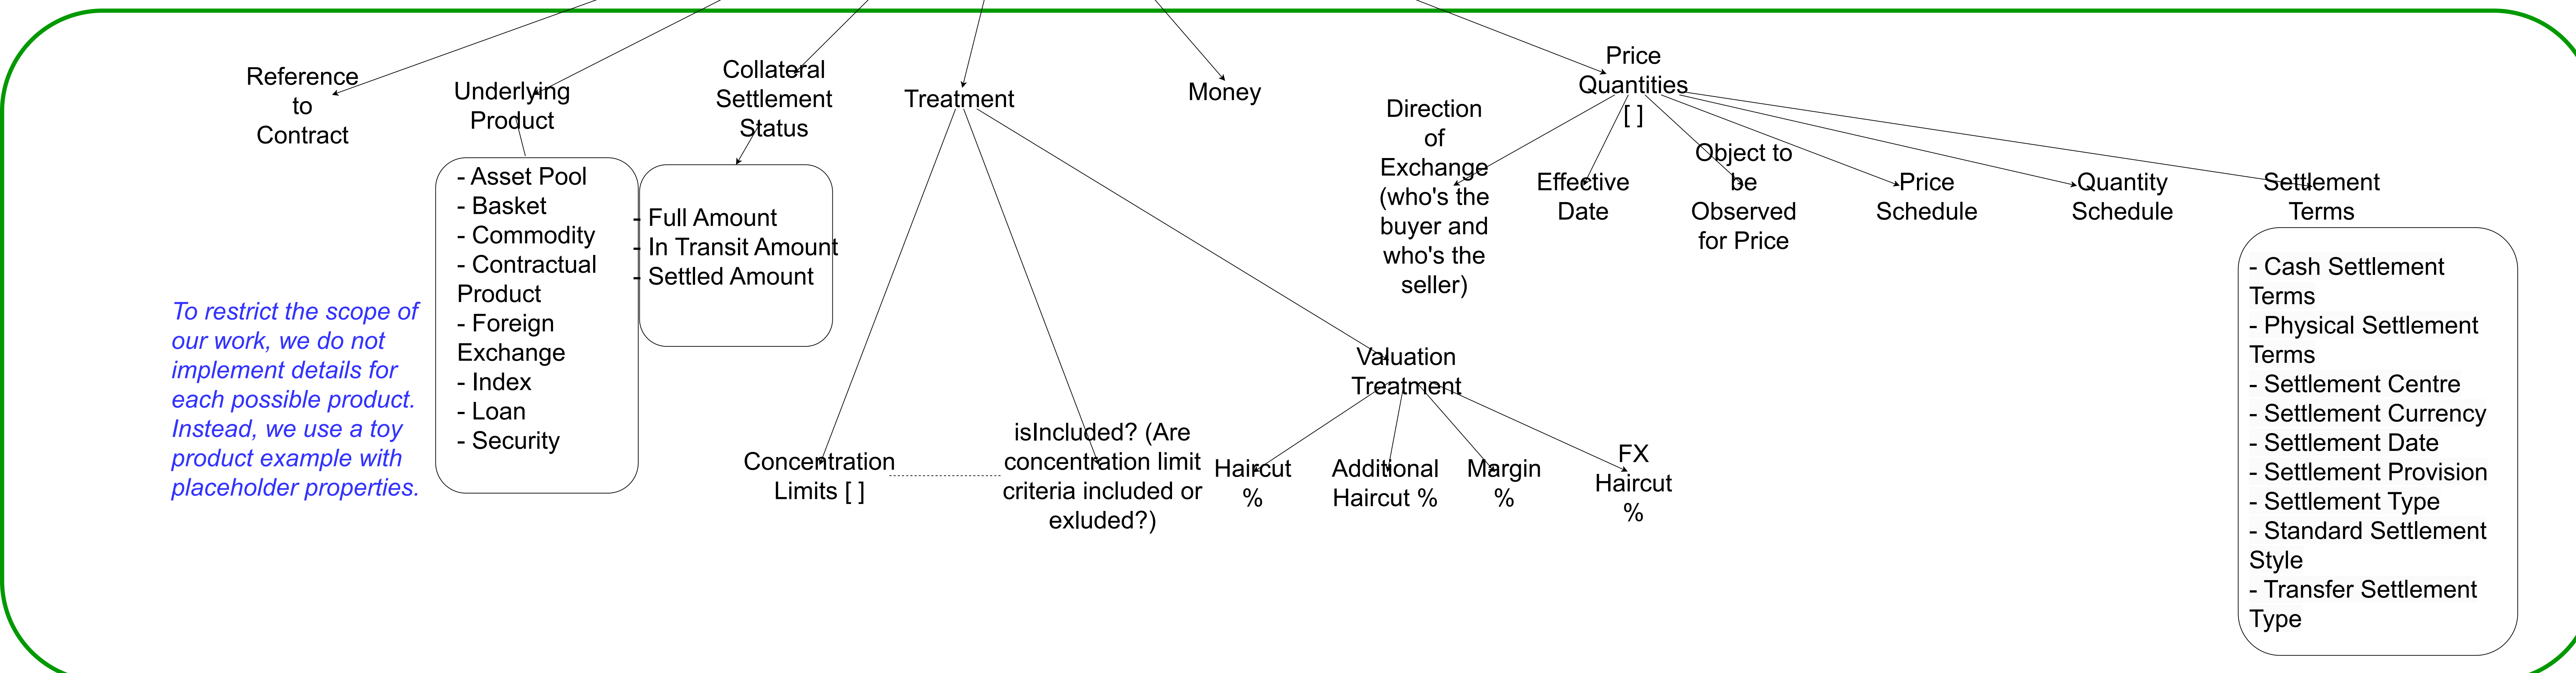 Reference
to
Contract
Underlying
Product
- Asset Pool
- Basket
- Commodity
- Contractual
Product
- Foreign
Exchange
- Index
- Loan
- Security
To restrict the scope of
our work, we do not
implement details for
each possible product.
Instead, we use a toy
product example with
placeholder properties.
Collateral
Settlement
Status
- Full Amount
- In Transit Amount
- Settled Amount
Treatment
Concentration
Limits [ ]
isIncluded? (Are
concentration limit
criteria included or
exluded?)
Valuation
Treatment
Haircut
%
Additional
Haircut %
Margin
%
FX
Haircut
%
Money
Price
Quantities
[ ]
Direction
of
Exchange
(who's the
buyer and
who's the
seller)
Effective
Date
Object to
be
Observed
for Price
Price
Schedule
Quantity
Schedule
Settlement
Terms
- Cash Settlement
Terms
- Physical Settlement
Terms
- Settlement Centre
- Settlement Currency
- Settlement Date
- Settlement Provision
- Settlement Type
- Standard Settlement
Style
- Transfer Settlement
Type